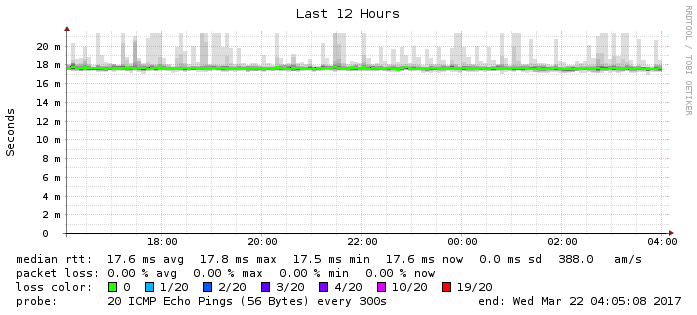 Last 12 Hours
RRDTOOL / TOBI OETIKER
Seconds
20 m
18 m
16 m
14 m
12 m
10 m
8 m
6 m
4 m
2 m
0
18:00 20:00 22:00 00:00 02:00 04:00
median rtt: 17.6 ms avg 17.8 ms max 17.5 ms min 17.6 ms now 0.0 ms sd 388.0 am/s
packet loss: 0.00 % avg 0.00 % max 0.00 % min 0.00 % now
loss color: 0 1/20 2/20 3/20 4/20 10/20 19/20
probe: 20 ICMP Echo Pings (56 Bytes) every 300s end: Wed Mar 22 04:05:08 2017